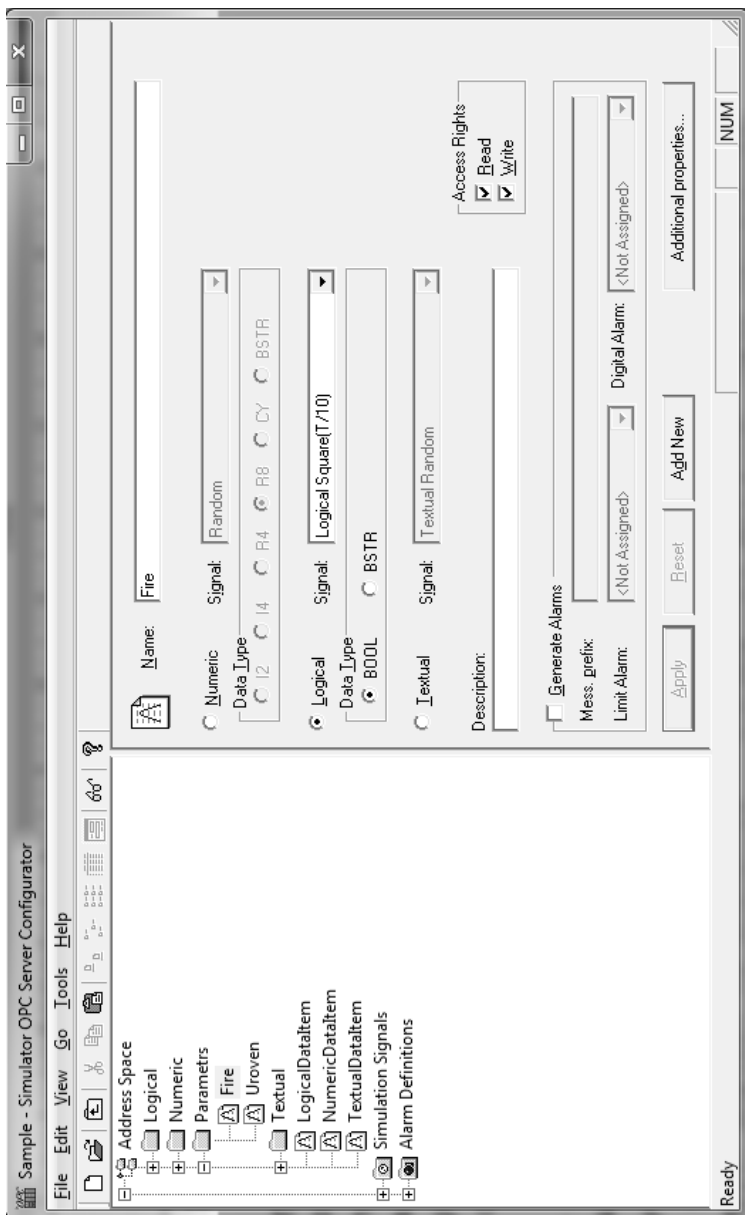 Sample - Simulator OPC Server Configurator
File Edit View Go Tools Help
Address Space
Logical
Numeric
Parametrs
Fire
Uroven
Textual
LogicalDataItem
NumericDataItem
TextualDataItem
Simulation Signals
Alarm Definitions
Name: Fire
Numeric Signal: Random
Data Type
I2 I4 R4 R8 CY BSTR
Logical Signal: Logical Square(T/10)
Data Type
BOOL BSTR
Textual Signal: Textual Random
Access Rights
Read
Write
Description:
Generate Alarms
Mess. prefix:
Limit Alarm: <Not Assigned> Digital Alarm: <Not Assigned>
Apply Reset Add New Additional properties...
Ready NUM